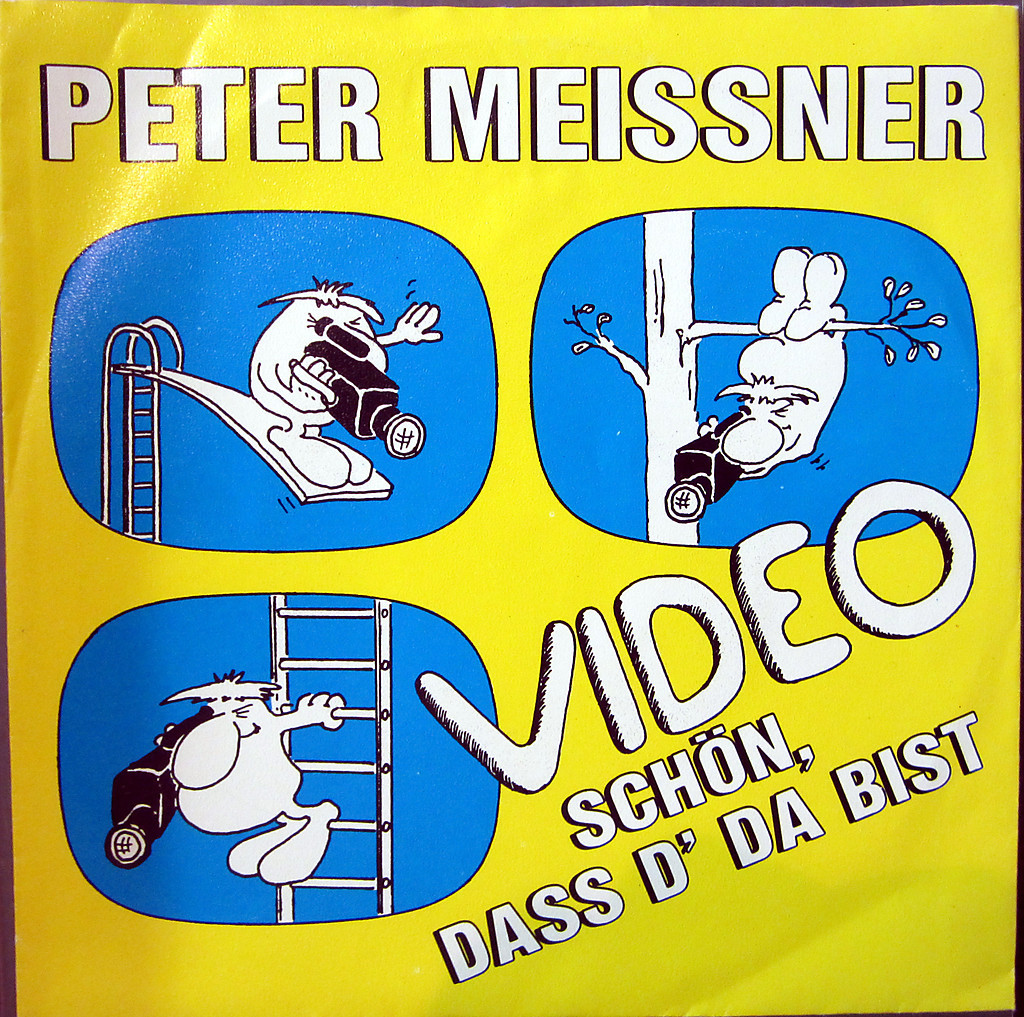 PETER MEISSNER
VIDEO
SCHÖN,
DASS D' DA BIST